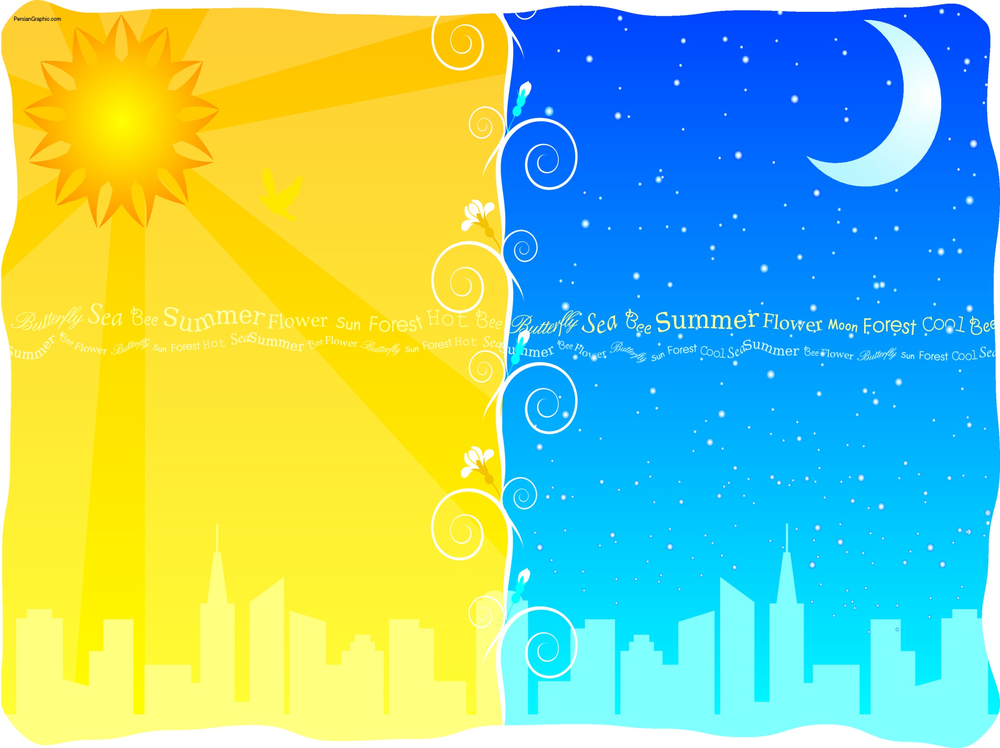 PersianGraphic.com
Butterfly Sea Bee Summer Flower Sun Forest Hot Bee
Summer Bee Flower Butterfly Sun Forest Hot Sea Summer Bee Flower Butterfly Sun Forest Hot Sea
Butterfly Sea Bee Summer Flower Moon Forest Cool Bee
Summer Bee Flower Butterfly Sun Forest Cool Sea Summer Bee Flower Butterfly Sun Forest Cool Sea